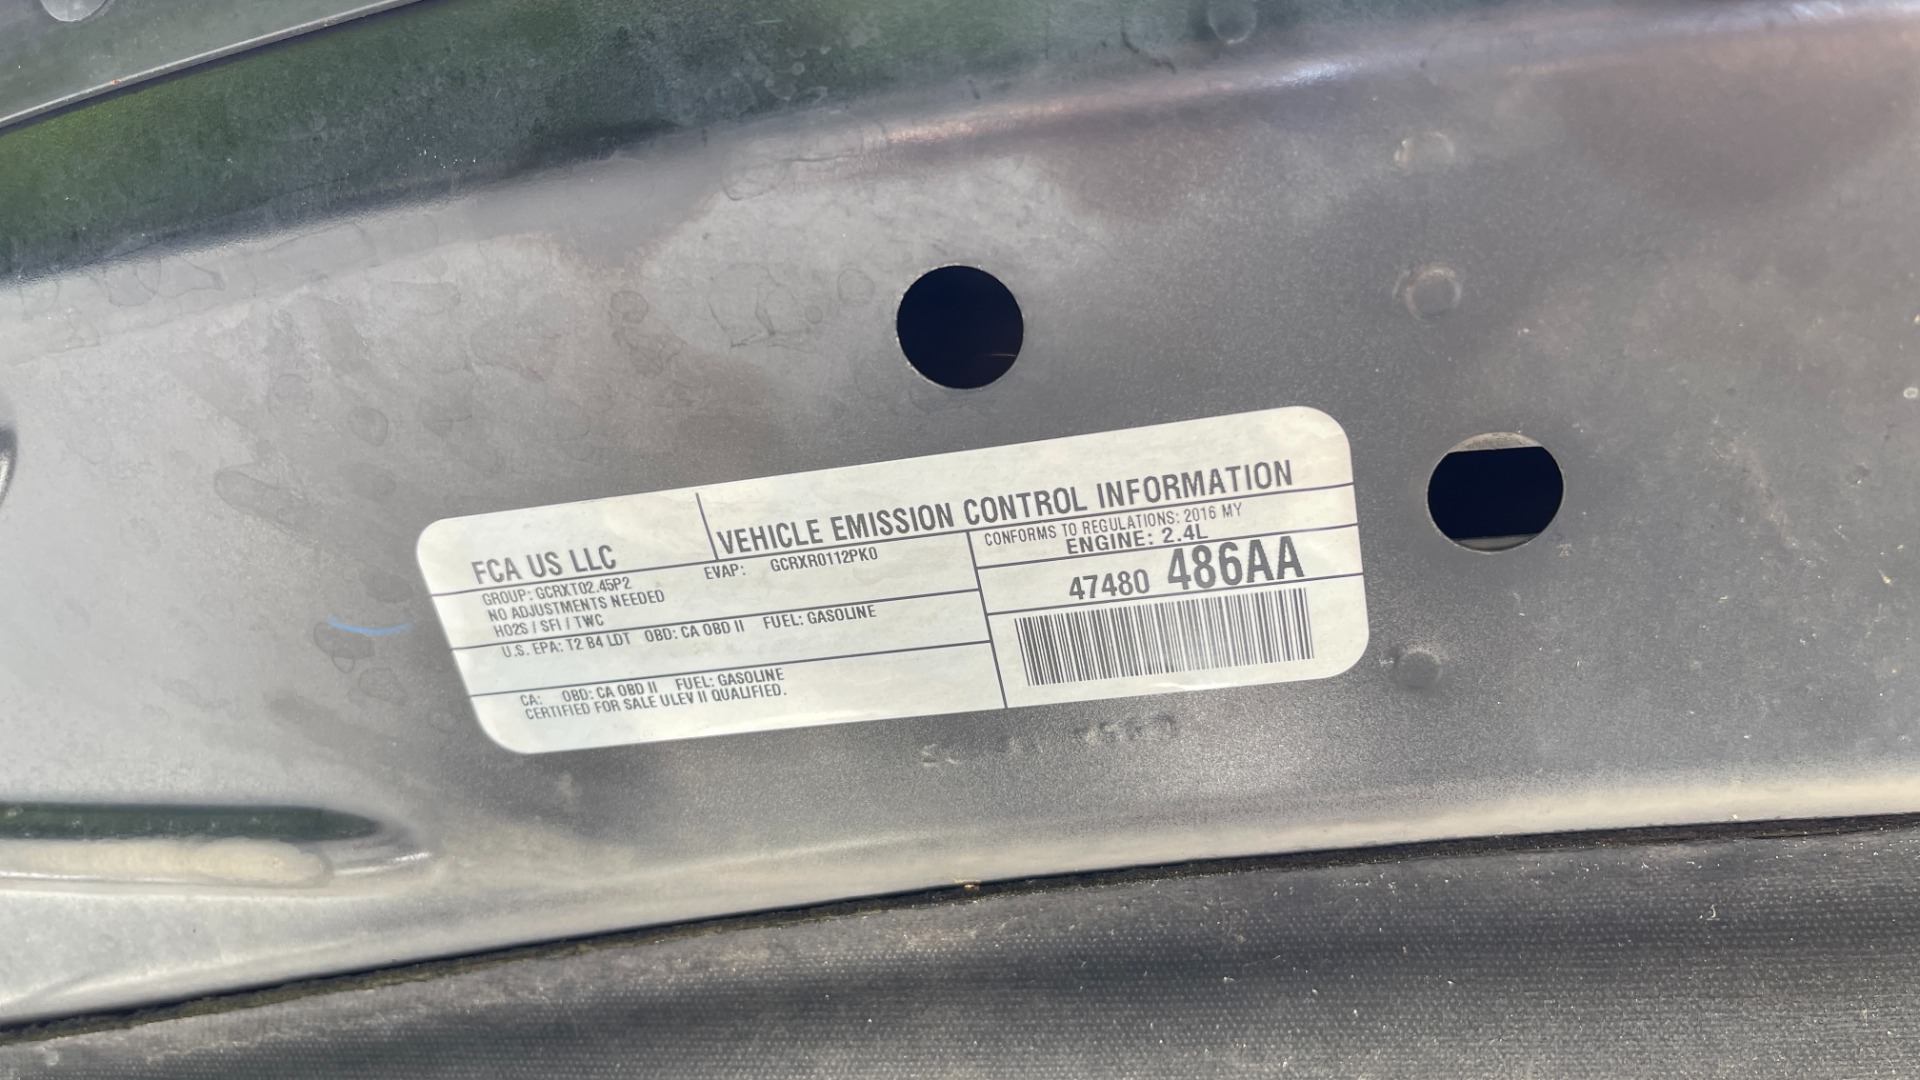 FCA US LLC
VEHICLE EMISSION CONTROL INFORMATION
GROUP: GCRXT02.45P2
EVAP: GCRXR0112PK0
NO ADJUSTMENTS NEEDED
HO2S / SFI / TWC
U.S. EPA: T2 B4 LDT OBD: CA OBD II FUEL: GASOLINE
CA: OBD: CA OBD II FUEL: GASOLINE
CERTIFIED FOR SALE ULEV II QUALIFIED.
CONFORMS TO REGULATIONS: 2016 MY
ENGINE: 2.4L
47480 486AA